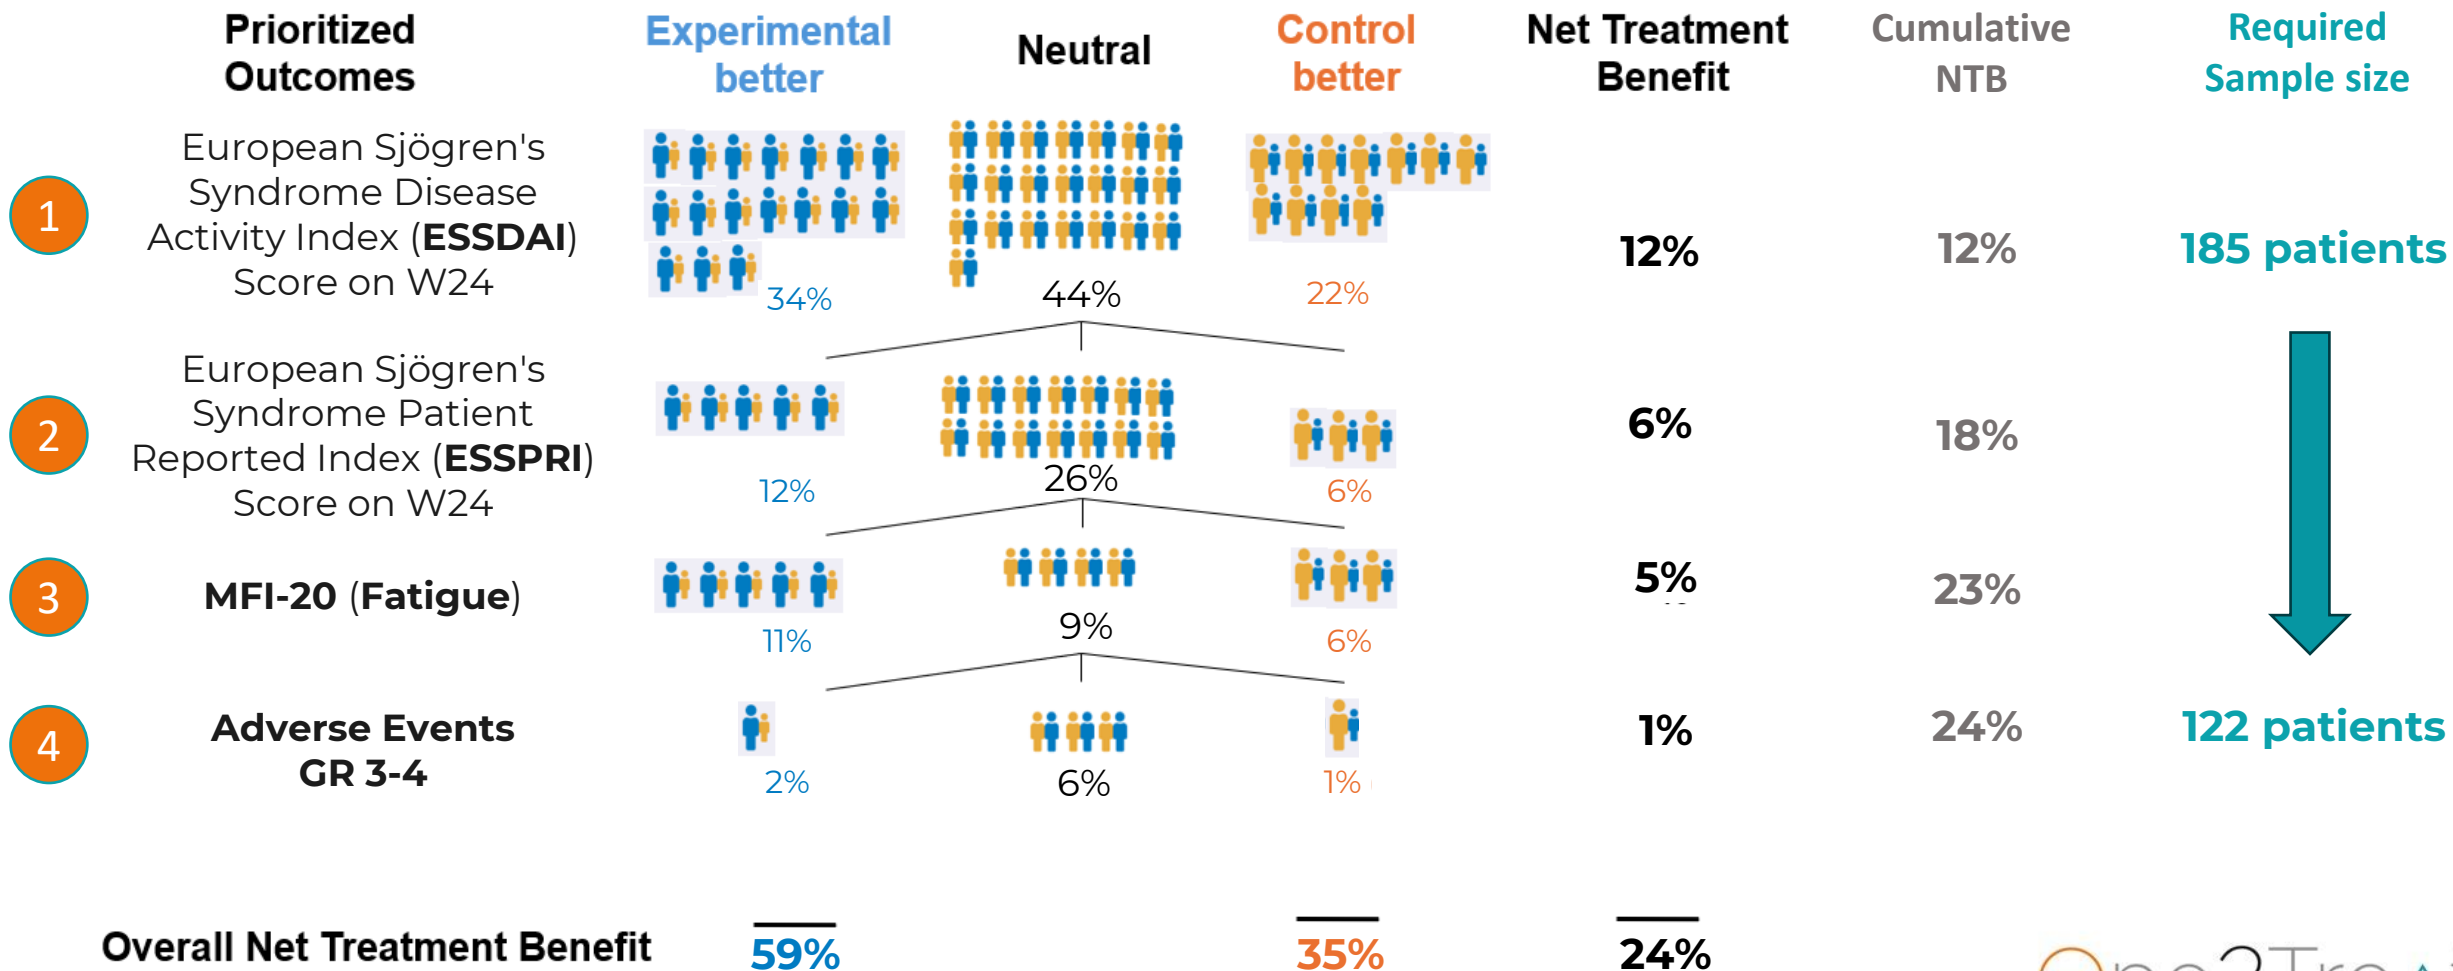 Prioritized
Outcomes
Experimental
better
Neutral
Control
better
Net Treatment
Benefit
Cumulative
NTB
Required
Sample size
1
European Sjögren's
Syndrome Disease
Activity Index (ESSDAI)
Score on W24
34%
44%
22%
12%
12%
185 patients
2
European Sjögren's
Syndrome Patient
Reported Index (ESSPRI)
Score on W24
12%
26%
6%
6%
18%
3
MFI-20 (Fatigue)
11%
9%
6%
5%
23%
4
Adverse Events
GR 3-4
2%
6%
1%
1%
24%
122 patients
Overall Net Treatment Benefit
59%
35%
24%